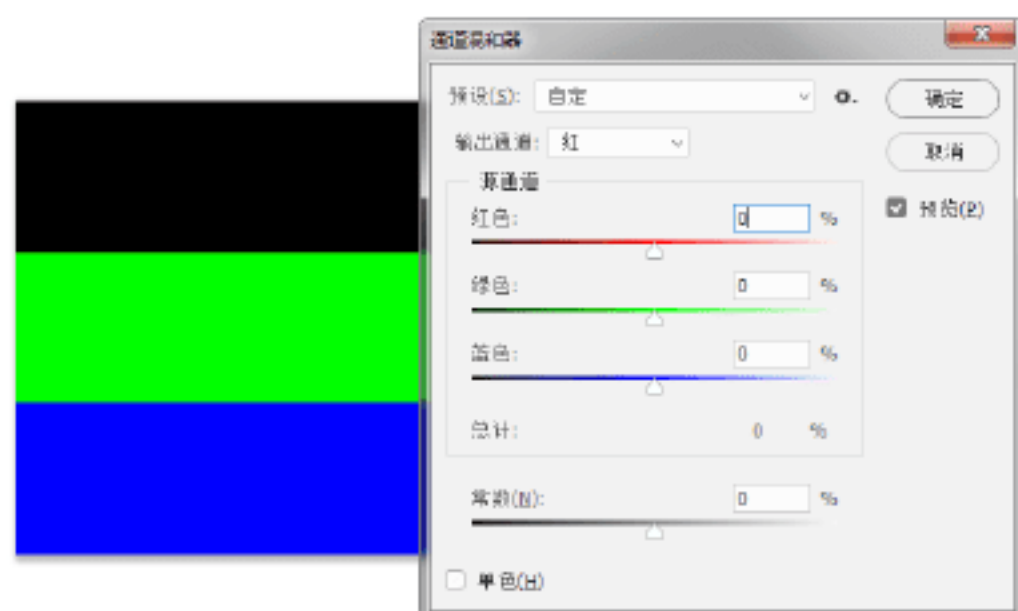 通道混和器
预设(S): 自定
确定
输出通道: 红
取消
源通道
预览(P)
红色: 0 %
绿色: 0 %
蓝色: 0 %
总计: 0 %
常数(N): 0 %
单色(H)